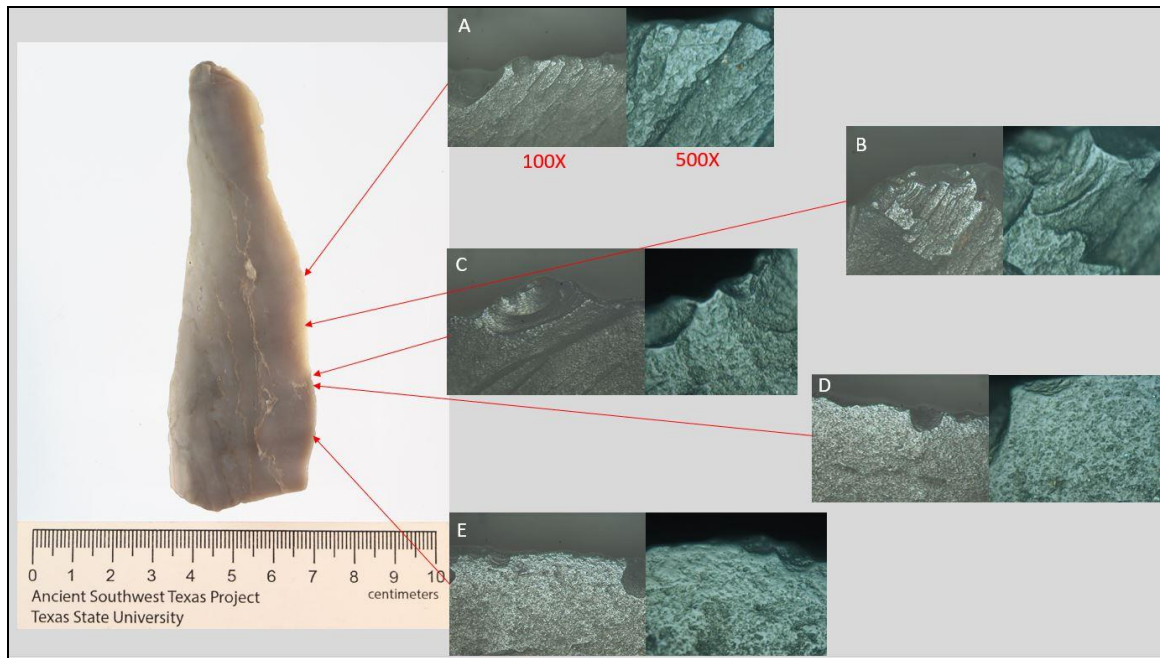 A
100X 500X
B
C
D
E
0 1 2 3 4 5 6 7 8 9 10
Ancient Southwest Texas Project centimeters
Texas State University